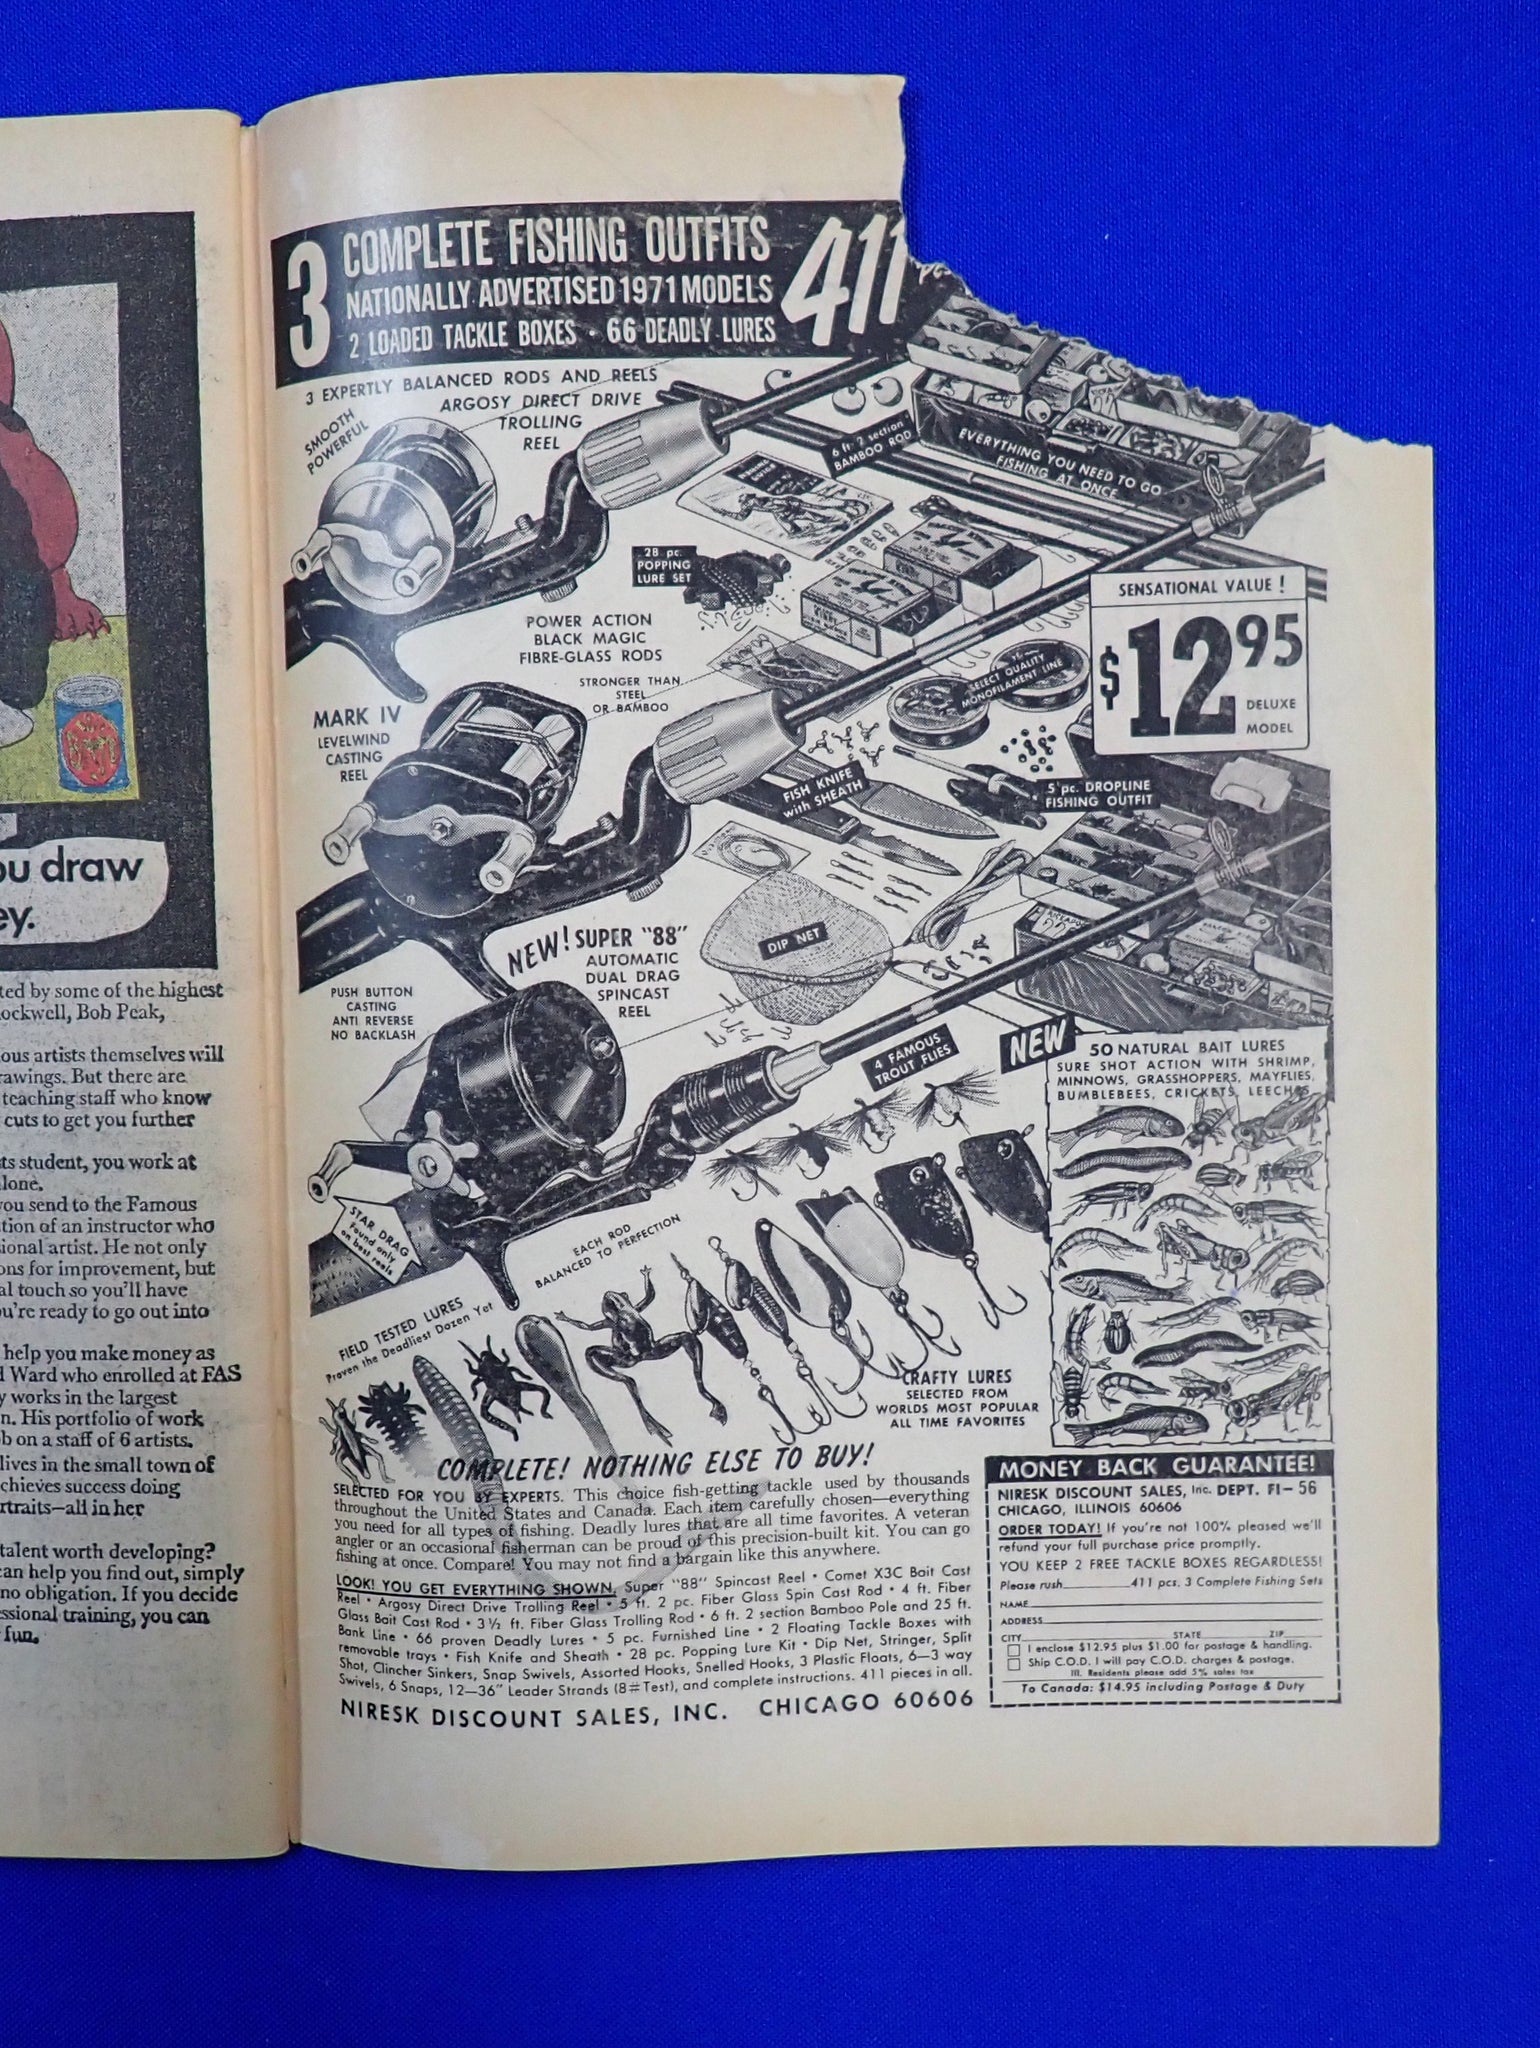 ou draw
ey.
ted by some of the highest
ockwell, Bob Peak,
ous artists themselves will
rawings. But there are
teaching staff who know
cuts to get you further
ts student, you work at
lone.
you send to the Famous
tion of an instructor who
ional artist. He not only
ons for improvement, but
al touch so you'll have
u're ready to go out into
help you make money as
d Ward who enrolled at FAS
y works in the largest
n. His portfolio of work
b on a staff of 6 artists.
lives in the small town of
chieves success doing
rtraits—all in her
talent worth developing?
can help you find out, simply
no obligation. If you decide
essional training, you can
fun.
3 COMPLETE FISHING OUTFITS
NATIONALLY ADVERTISED 1971 MODELS
2 LOADED TACKLE BOXES • 66 DEADLY LURES
411 pc.
3 EXPERTLY BALANCED RODS AND REELS
SMOOTH
POWERFUL
ARGOSY DIRECT DRIVE
TROLLING
REEL
6 ft. 2 section
BAMBOO ROD
EVERYTHING YOU NEED TO GO
FISHING AT ONCE
28 pc.
POPPING
LURE SET
POWER ACTION
BLACK MAGIC
FIBRE-GLASS RODS
STRONGER THAN
STEEL
OR BAMBOO
SELECT QUALITY
MONOFILAMENT LINE
SENSATIONAL VALUE!
$12.95
DELUXE
MODEL
MARK IV
LEVELWIND
CASTING
REEL
FISH KNIFE
with SHEATH
5 pc. DROPLINE
FISHING OUTFIT
NEW! SUPER "88"
AUTOMATIC
DUAL DRAG
SPINCAST
REEL
DIP NET
PUSH BUTTON
CASTING
ANTI REVERSE
NO BACKLASH
4 FAMOUS
TROUT FLIES
NEW
50 NATURAL BAIT LURES
SURE SHOT ACTION WITH SHRIMP,
MINNOWS, GRASSHOPPERS, MAYFLIES,
BUMBLEBEES, CRICKETS, LEECHES
STAR DRAG
Found only
on best reels
EACH ROD
BALANCED TO PERFECTION
FIELD TESTED LURES
Proven the Deadliest Dozen Yet
CRAFTY LURES
SELECTED FROM
WORLDS MOST POPULAR
ALL TIME FAVORITES
COMPLETE! NOTHING ELSE TO BUY!
SELECTED FOR YOU BY EXPERTS. This choice fish-getting tackle used by thousands
throughout the United States and Canada. Each item carefully chosen—everything
you need for all types of fishing. Deadly lures that are all time favorites. A veteran
angler or an occasional fisherman can be proud of this precision-built kit. You can go
fishing at once. Compare! You may not find a bargain like this anywhere.
LOOK! YOU GET EVERYTHING SHOWN. Super "88" Spincast Reel • Comet X3C Bait Cast
Reel • Argosy Direct Drive Trolling Reel • 5 ft. 2 pc. Fiber Glass Spin Cast Rod • 4 ft. Fiber
Glass Bait Cast Rod • 3½ ft. Fiber Glass Trolling Rod • 6 ft. 2 section Bamboo Pole and 25 ft.
Bank Line • 66 proven Deadly Lures • 5 pc. Furnished Line • 2 Floating Tackle Boxes with
removable trays • Fish Knife and Sheath • 28 pc. Popping Lure Kit • Dip Net, Stringer, Split
Shot, Clincher Sinkers, Snap Swivels, Assorted Hooks, Snelled Hooks, 3 Plastic Floats, 6—3 way
Swivels, 6 Snaps, 12—36" Leader Strands (8# Test), and complete instructions. 411 pieces in all.
NIRESK DISCOUNT SALES, INC. CHICAGO 60606
MONEY BACK GUARANTEE!
NIRESK DISCOUNT SALES, Inc. DEPT. FI-56
CHICAGO, ILLINOIS 60606
ORDER TODAY! If you're not 100% pleased we'll
refund your full purchase price promptly.
YOU KEEP 2 FREE TACKLE BOXES REGARDLESS!
Please rush 411 pcs. 3 Complete Fishing Sets
NAME
ADDRESS
CITY STATE ZIP
I enclose $12.95 plus $1.00 for postage & handling.
Ship C.O.D. I will pay C.O.D. charges & postage.
Ill. Residents please add 5% sales tax
To Canada: $14.95 including Postage & Duty